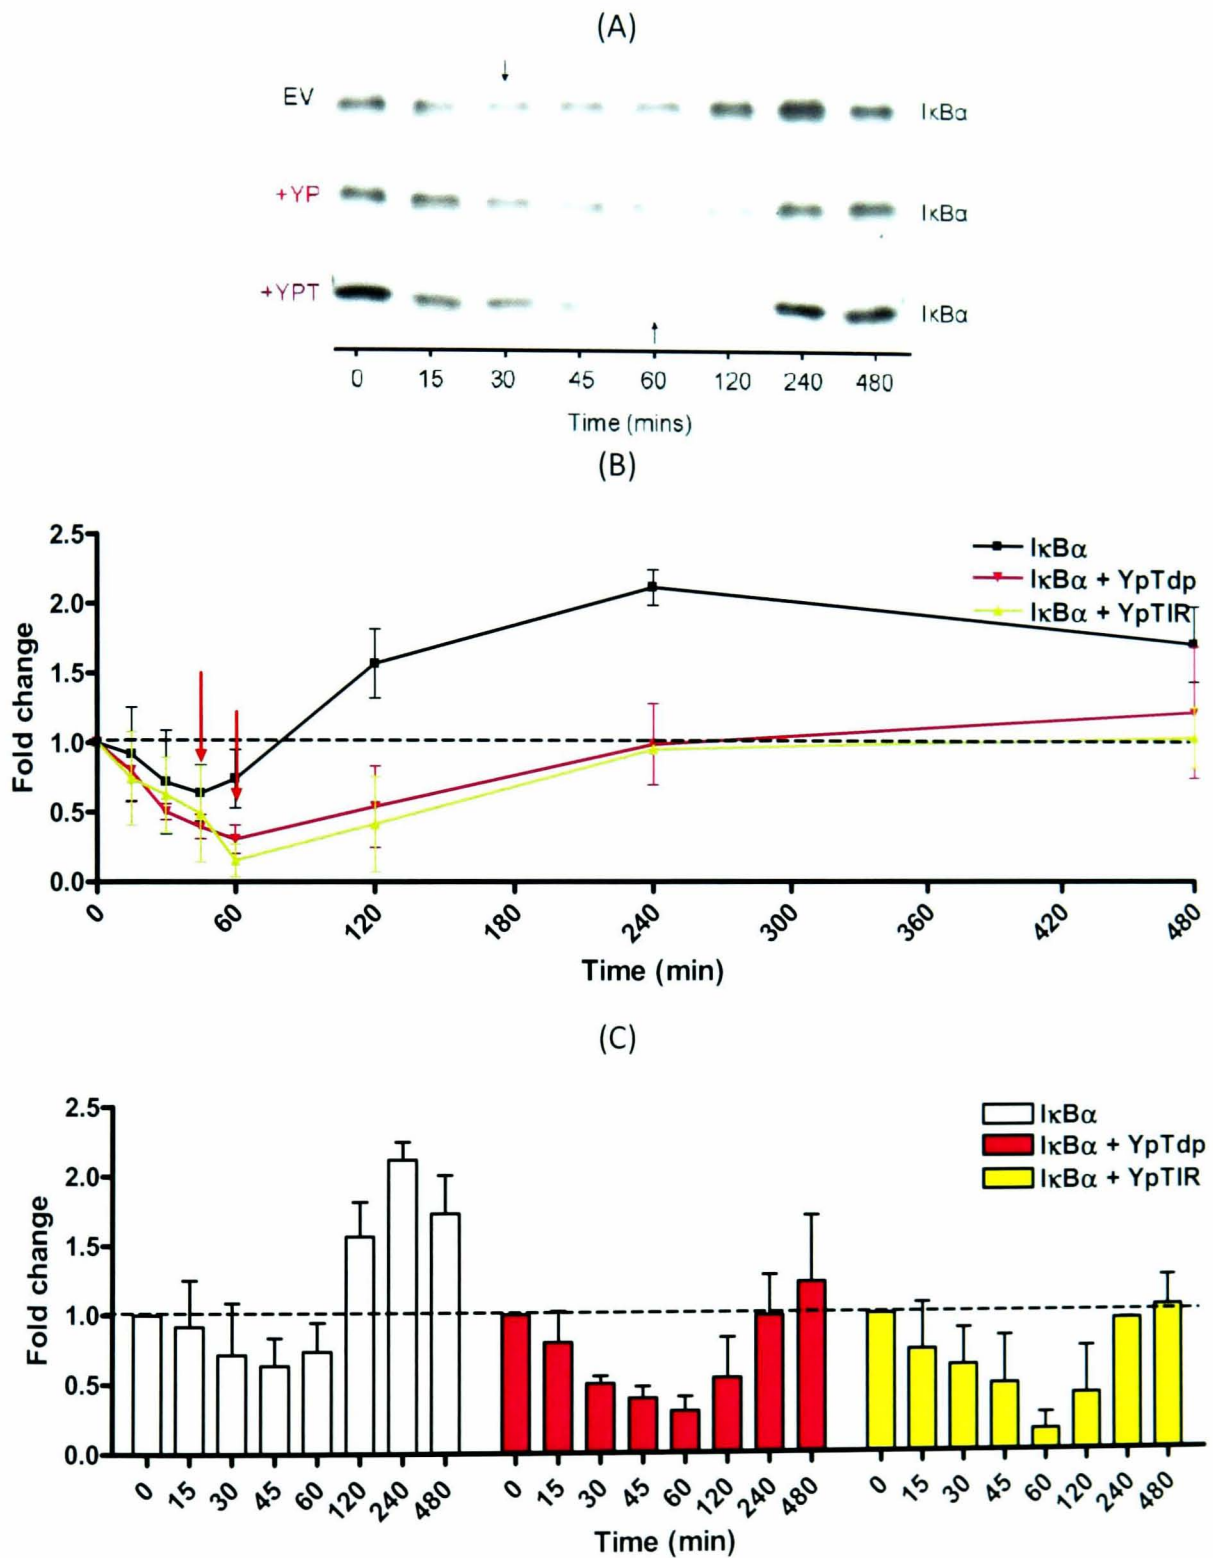 (A)
EV IκBα
+YP IκBα
+YPT IκBα
0 15 30 45 60 120 240 480
Time (mins)
(B)
2.5
2.0
1.5
1.0
0.5
0.0
Fold change
IκBα
IκBα + YpTdp
IκBα + YpTIR
0 60 120 180 240 300 360 420 480
Time (min)
(C)
2.5
2.0
1.5
1.0
0.5
0.0
Fold change
IκBα
IκBα + YpTdp
IκBα + YpTIR
0 15 30 45 60 120 240 480 0 15 30 45 60 120 240 480 0 15 30 45 60 120 240 480
Time (min)